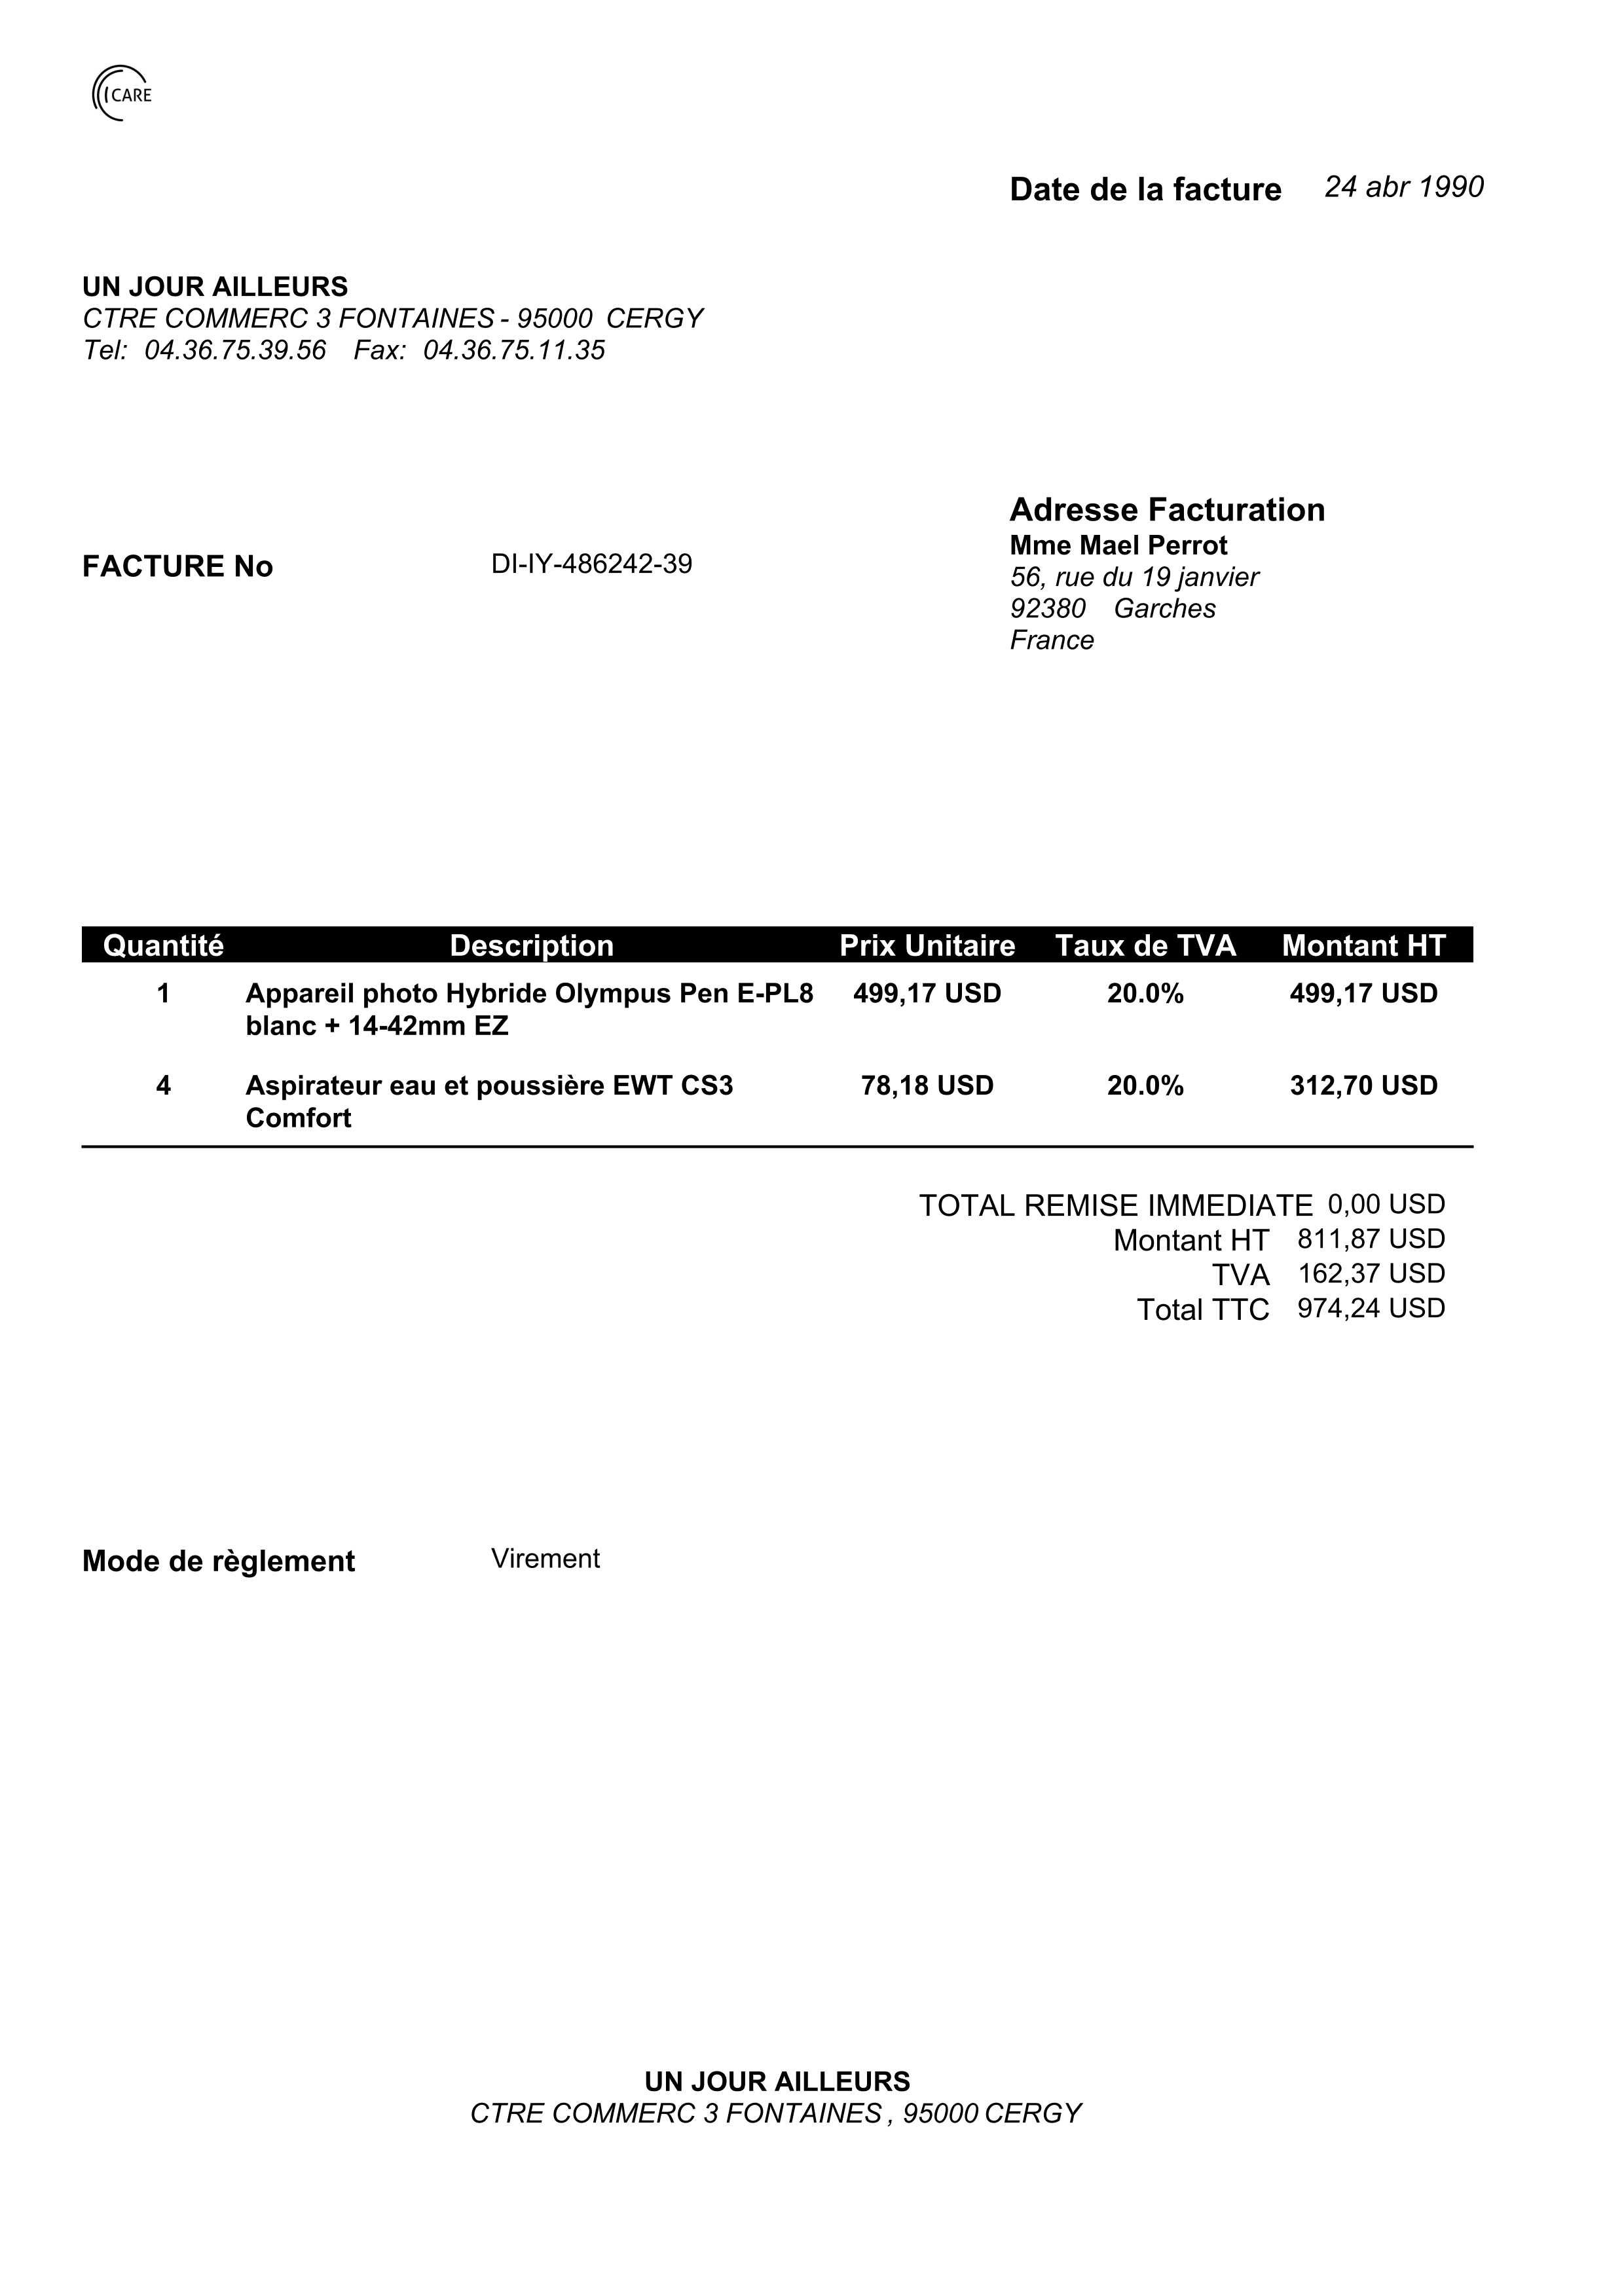 ICARE
Date de la facture 24 abr 1990
UN JOUR AILLEURS
CTRE COMMERC 3 FONTAINES - 95000 CERGY
Tel: 04.36.75.39.56 Fax: 04.36.75.11.35
Adresse Facturation
Mme Mael Perrot
56, rue du 19 janvier
92380 Garches
France
FACTURE No DI-IY-486242-39
Quantité Description Prix Unitaire Taux de TVA Montant HT
1 Appareil photo Hybride Olympus Pen E-PL8 499,17 USD 20.0% 499,17 USD
blanc + 14-42mm EZ
4 Aspirateur eau et poussière EWT CS3 78,18 USD 20.0% 312,70 USD
Comfort
TOTAL REMISE IMMEDIATE 0,00 USD
Montant HT 811,87 USD
TVA 162,37 USD
Total TTC 974,24 USD
Mode de règlement Virement
UN JOUR AILLEURS
CTRE COMMERC 3 FONTAINES , 95000 CERGY